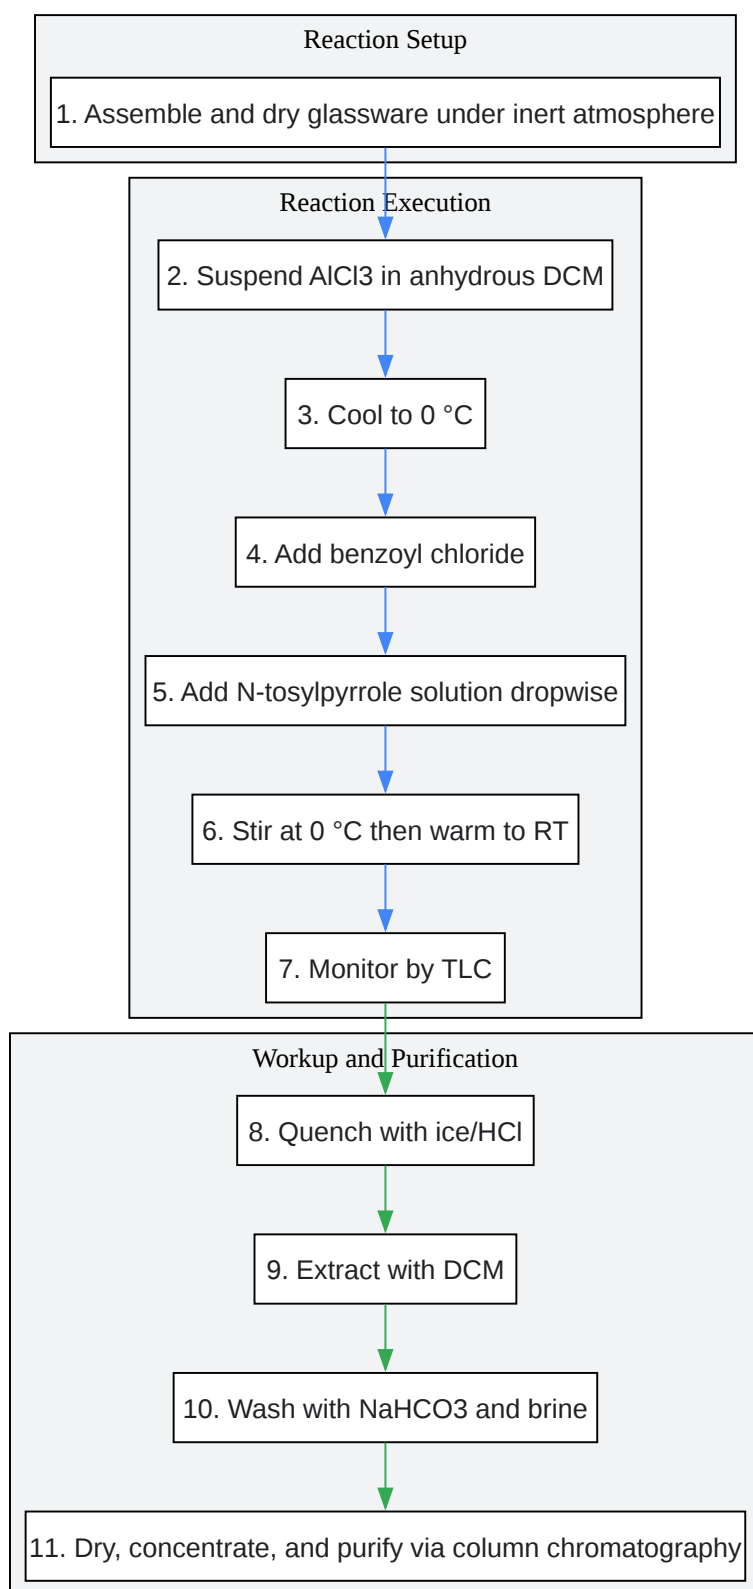 Reaction Setup
1. Assemble and dry glassware under inert atmosphere
Reaction Execution
2. Suspend AlCl3 in anhydrous DCM
3. Cool to 0 °C
4. Add benzoyl chloride
5. Add N-tosylpyrrole solution dropwise
6. Stir at 0 °C then warm to RT
7. Monitor by TLC
Workup and Purification
8. Quench with ice/HCl
9. Extract with DCM
10. Wash with NaHCO3 and brine
11. Dry, concentrate, and purify via column chromatography